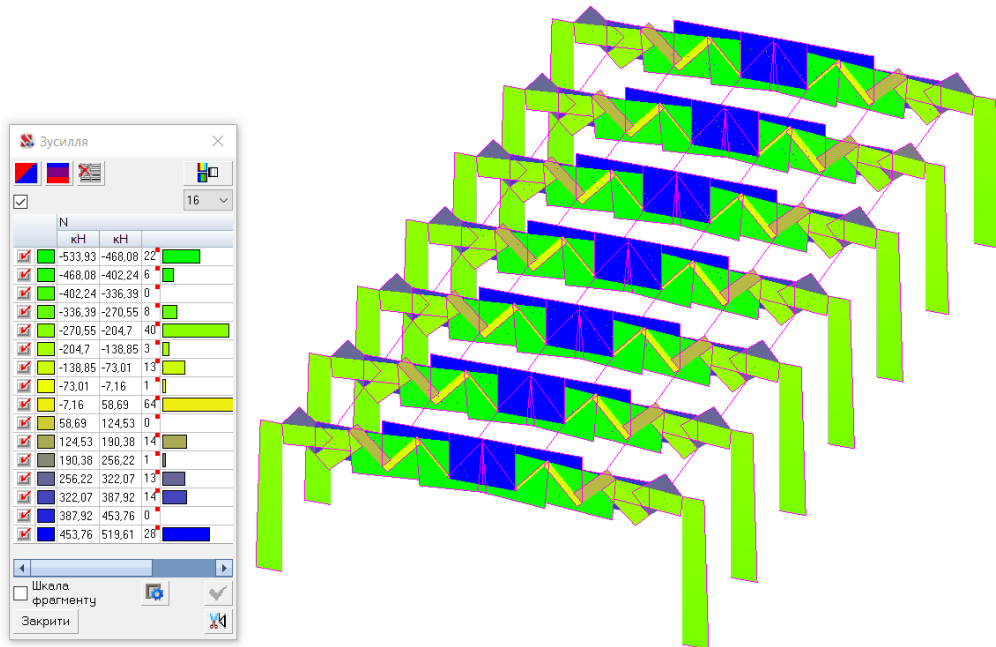 Зусилля
16
N
кН кН
-533,93 -468,08 22
-468,08 -402,24 6
-402,24 -336,39 0
-336,39 -270,55 8
-270,55 -204,7 40
-204,7 -138,85 3
-138,85 -73,01 13
-73,01 -7,16 1
-7,16 58,69 64
58,69 124,53 0
124,53 190,38 14
190,38 256,22 1
256,22 322,07 13
322,07 387,92 14
387,92 453,76 0
453,76 519,61 28
Шкала
фрагменту
Закрити